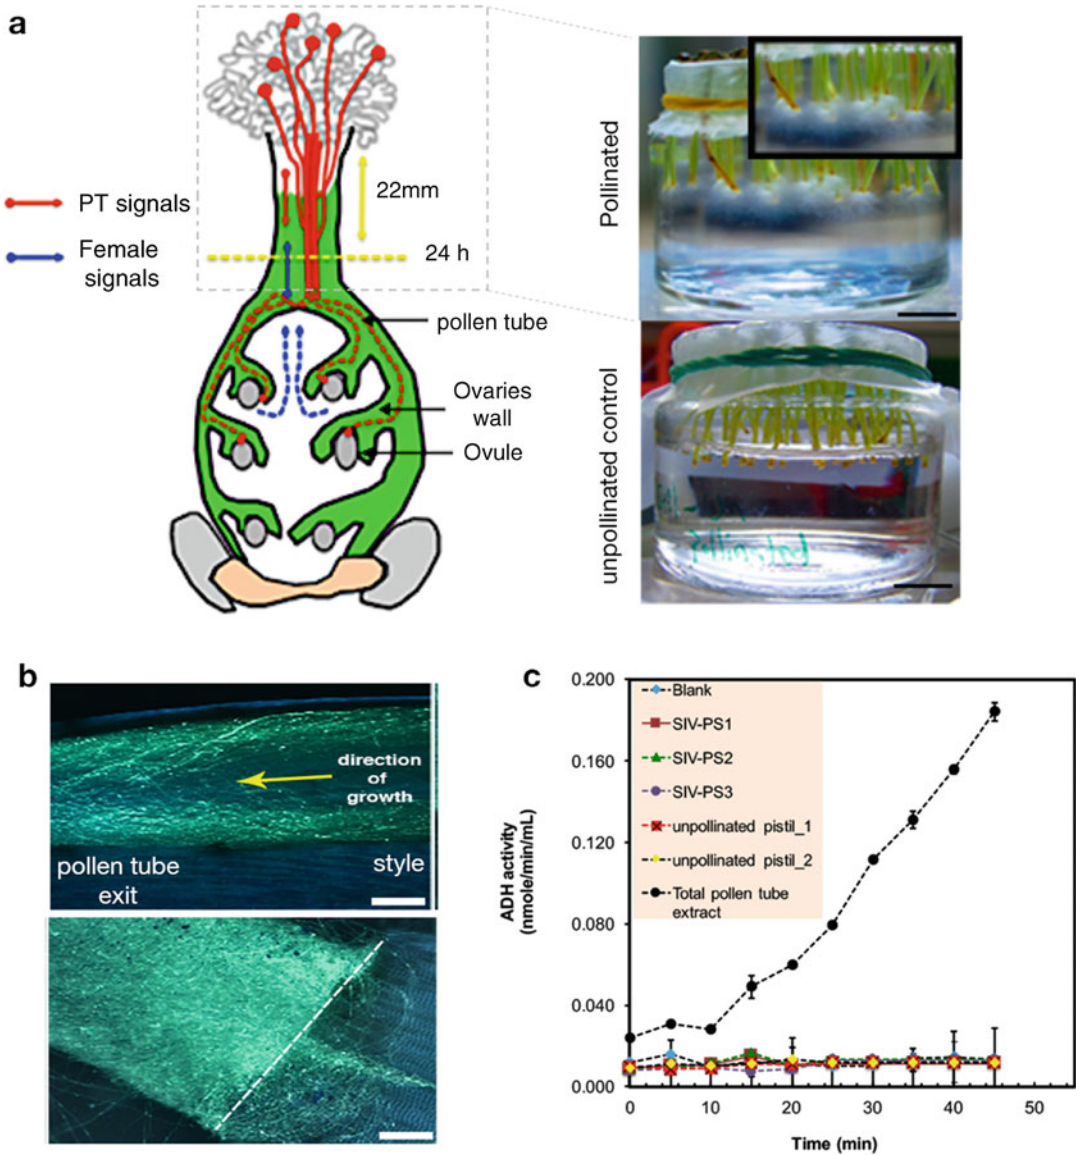 a
PT signals
Female
signals
22mm
24 h
pollen tube
Ovaries
wall
Ovule
Pollinated
unpollinated control
b
direction
of
growth
pollen tube
exit
style
c
ADH activity
(nmole/min/mL)
0.200
0.160
0.120
0.080
0.040
0.000
Blank
SIV-PS1
SIV-PS2
SIV-PS3
unpollinated pistil_1
unpollinated pistil_2
Total pollen tube
extract
0 10 20 30 40 50
Time (min)